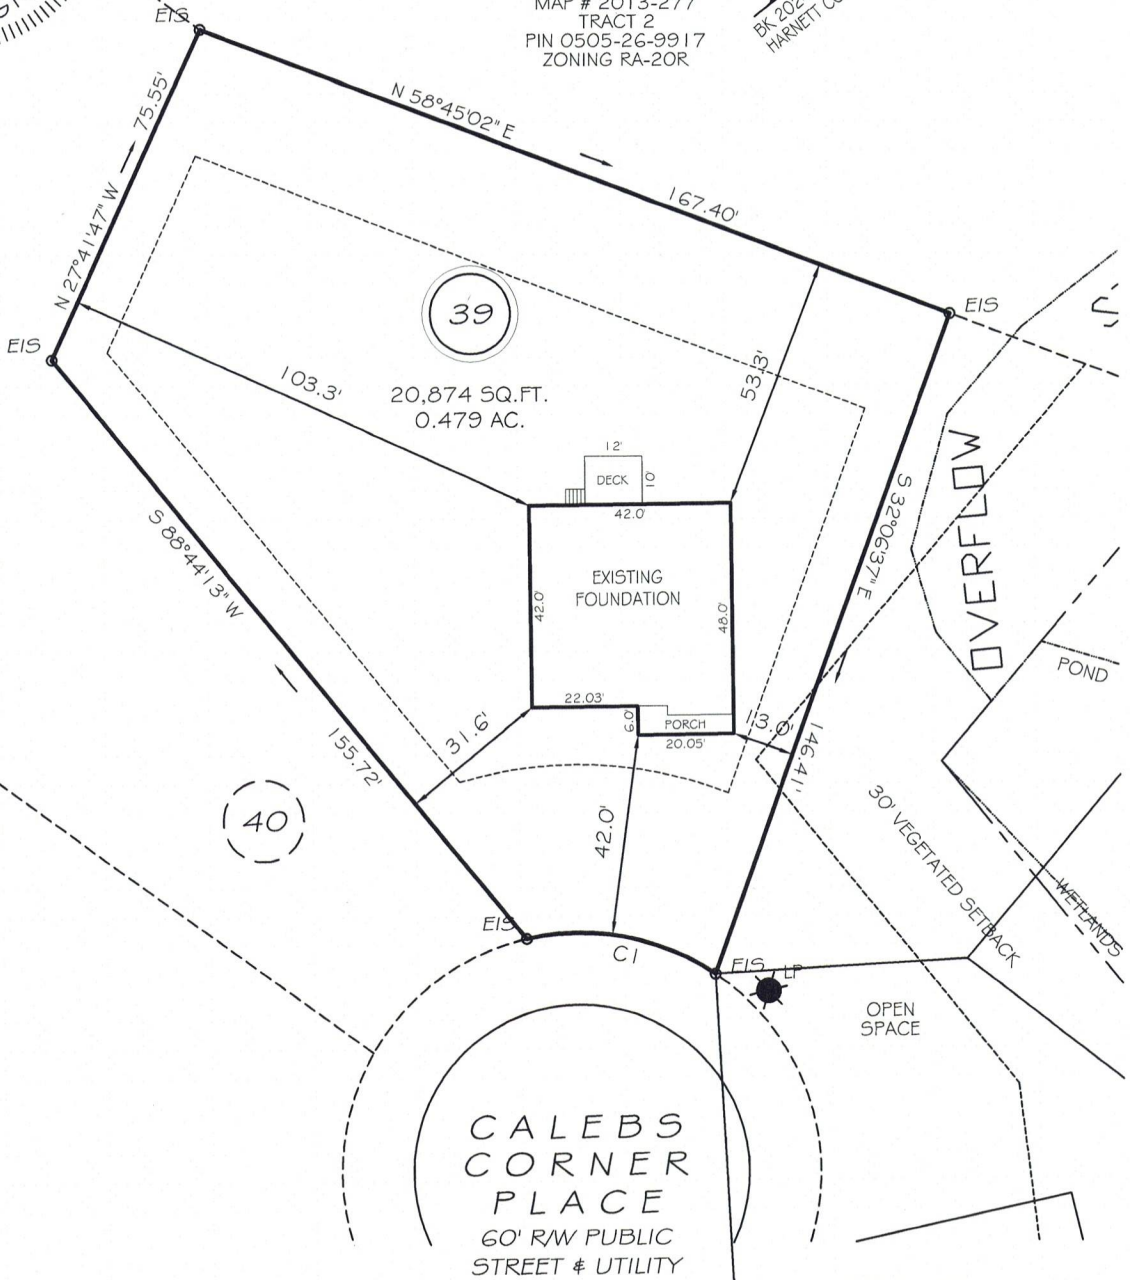 MAP # 2013-277
TRACT 2
PIN 0505-26-9917
ZONING RA-20R
BK 202
HARNETT CO
EIS
N 58°45'02" E
167.40'
N 27°41'47" W
75.55'
EIS
EIS
39
20,874 SQ.FT.
0.479 AC.
103.3'
53.3'
12'
DECK
10'
42.0'
EXISTING
FOUNDATION
42.0'
48.0'
22.03'
6.0'
PORCH
20.05'
13.0'
S 32°06'37" E
146.41'
OVERFLOW
POND
S 88°44'13" W
155.72'
31.6'
42.0'
40
30' VEGETATED SETBACK
WETLANDS
EIS
C1
EIS
LP
OPEN
SPACE
CALEBS
CORNER
PLACE
60' R/W PUBLIC
STREET & UTILITY